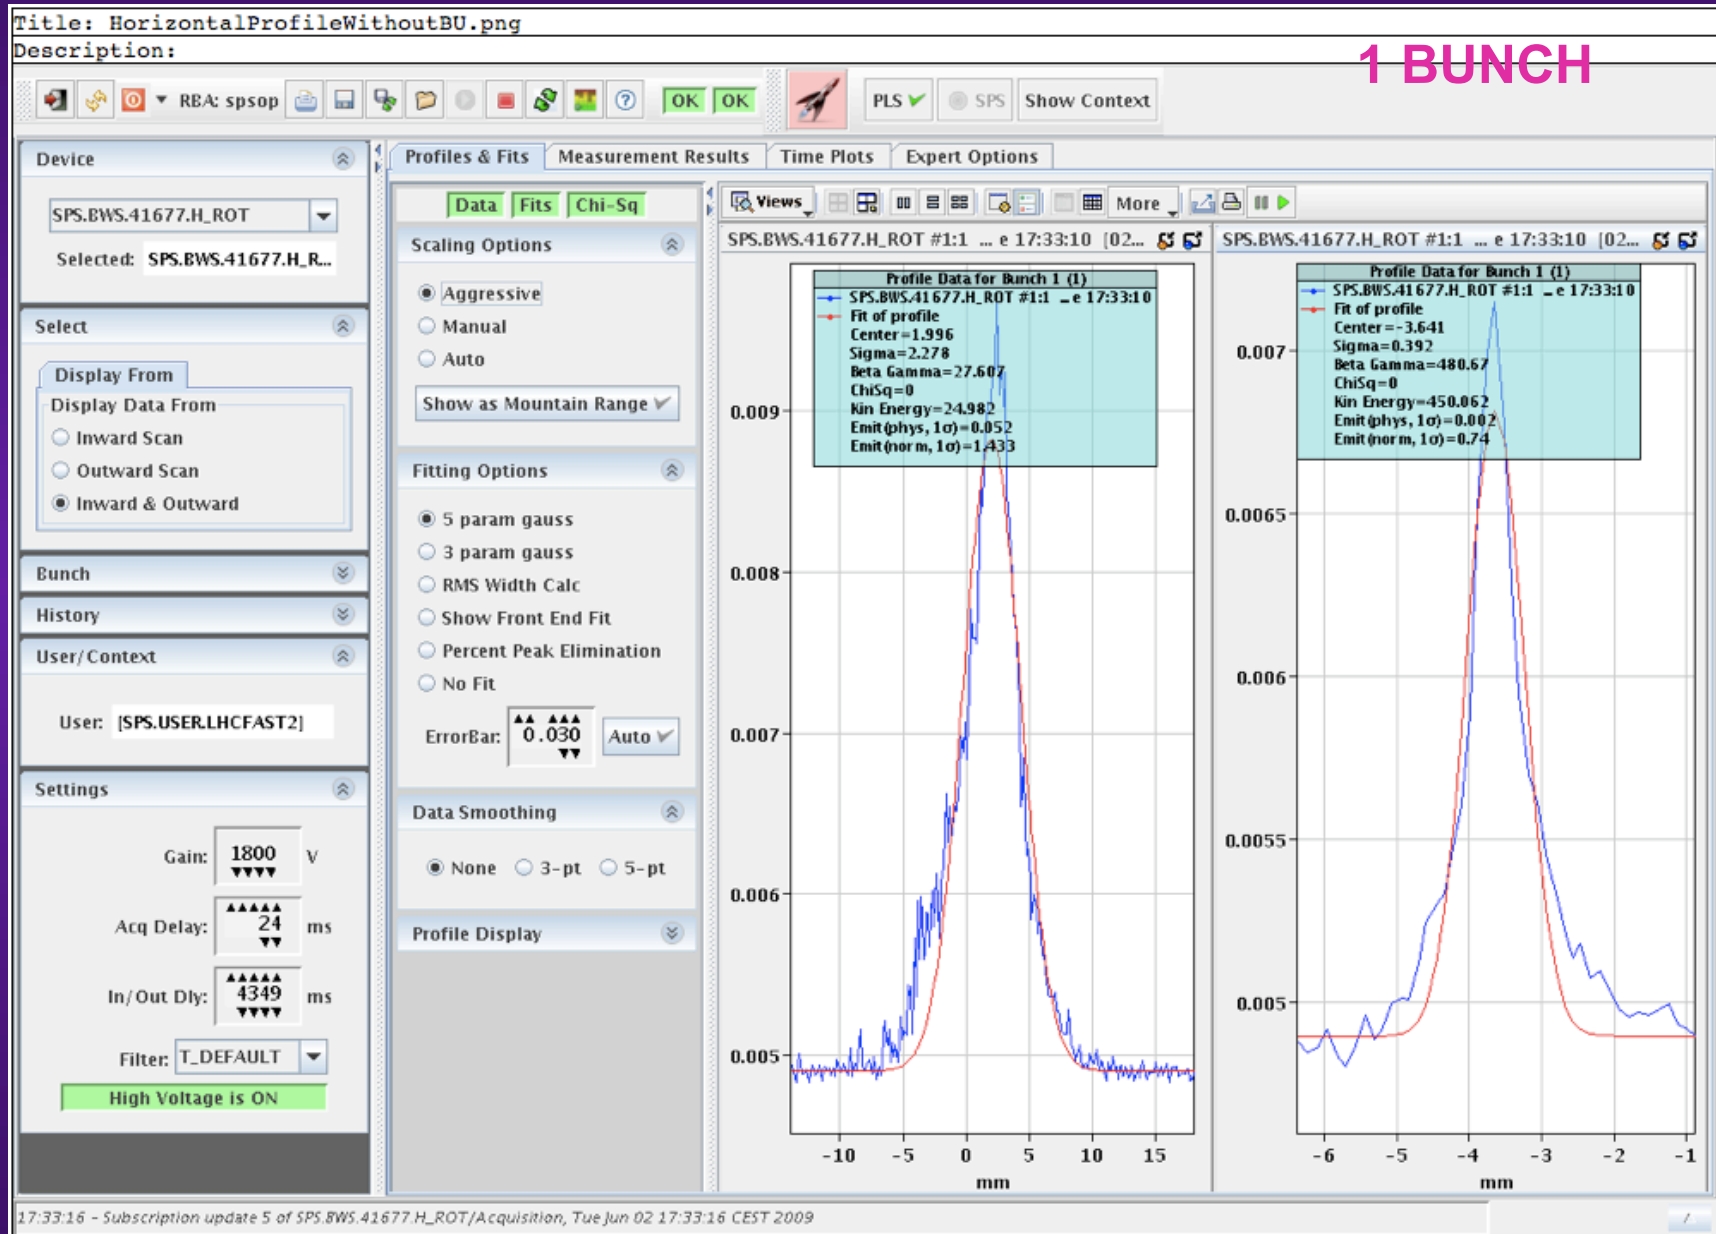 Title: HorizontalProfileWithoutBU.png
Description:
1 BUNCH
RBA: spsop
OK OK
PLS SPS Show Context
Device
SPS.BWS.41677.H_ROT
Selected: SPS.BWS.41677.H_R...
Select
Display From
Display Data From
Inward Scan
Outward Scan
Inward & Outward
Bunch
History
User/Context
User: [SPS.USER.LHCFAST2]
Settings
Gain: 1800 V
Acq Delay: 24 ms
In/Out Dly: 4349 ms
Filter: T_DEFAULT
High Voltage is ON
Profiles & Fits Measurement Results Time Plots Expert Options
Data Fits Chi-Sq
Scaling Options
Aggressive
Manual
Auto
Show as Mountain Range
Fitting Options
5 param gauss
3 param gauss
RMS Width Calc
Show Front End Fit
Percent Peak Elimination
No Fit
ErrorBar: 0.030 Auto
Data Smoothing
None 3-pt 5-pt
Profile Display
Views More
SPS.BWS.41677.H_ROT #1:1 ... e 17:33:10 [02...
Profile Data for Bunch 1 (1)
SPS.BWS.41677.H_ROT #1:1 ... e 17:33:10
Fit of profile
Center=1.996
Sigma=2.278
Beta Gamma=27.607
ChiSq=0
Kin Energy=24.982
Emit(phys, 1σ)=0.052
Emit(norm, 1σ)=1.433
0.009
0.008
0.007
0.006
0.005
-10 -5 0 5 10 15
mm
SPS.BWS.41677.H_ROT #1:1 ... e 17:33:10 [02...
Profile Data for Bunch 1 (1)
SPS.BWS.41677.H_ROT #1:1 ... e 17:33:10
Fit of profile
Center=-3.641
Sigma=0.392
Beta Gamma=480.67
ChiSq=0
Kin Energy=450.062
Emit(phys, 1σ)=0.002
Emit(norm, 1σ)=0.74
0.007
0.0065
0.006
0.0055
0.005
-6 -5 -4 -3 -2 -1
mm
17:33:16 - Subscription update 5 of SPS.BWS.41677.H_ROT/Acquisition, Tue Jun 02 17:33:16 CEST 2009